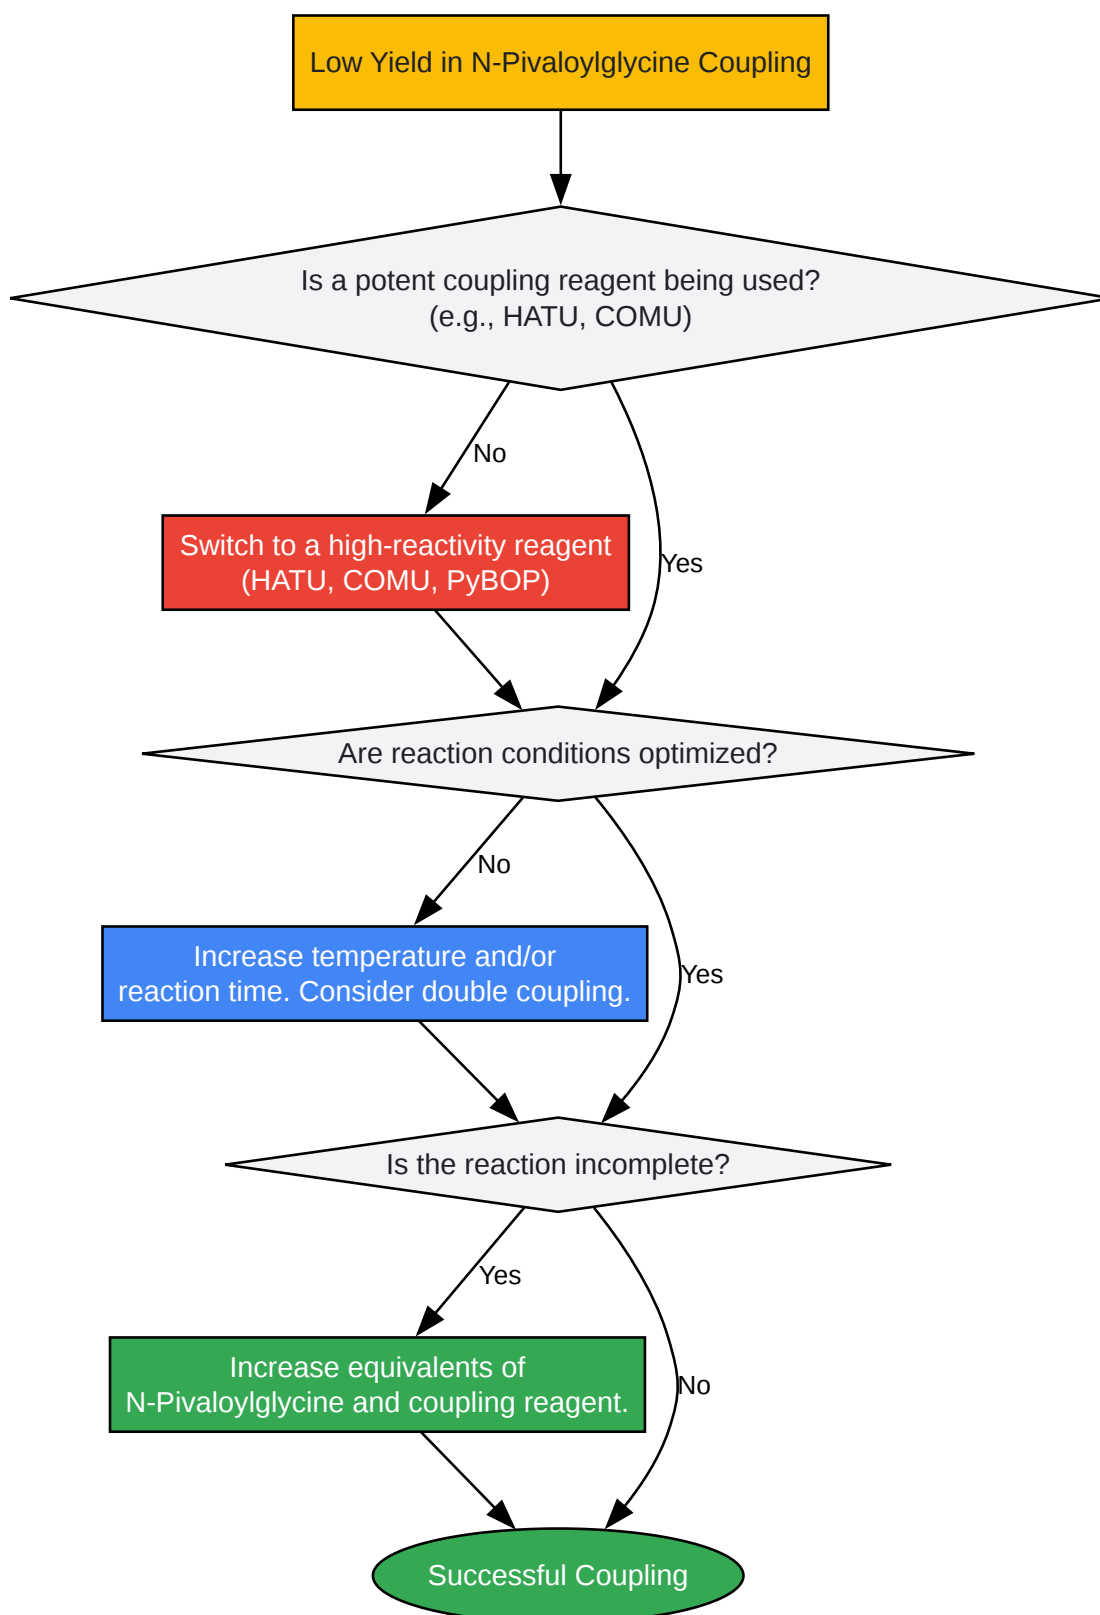 Low Yield in N-Pivaloylglycine Coupling
Is a potent coupling reagent being used?
(e.g., HATU, COMU)
No
Switch to a high-reactivity reagent
(HATU, COMU, PyBOP)
Yes
Are reaction conditions optimized?
No
Increase temperature and/or
reaction time. Consider double coupling.
Yes
Is the reaction incomplete?
Yes
Increase equivalents of
N-Pivaloylglycine and coupling reagent.
No
Successful Coupling